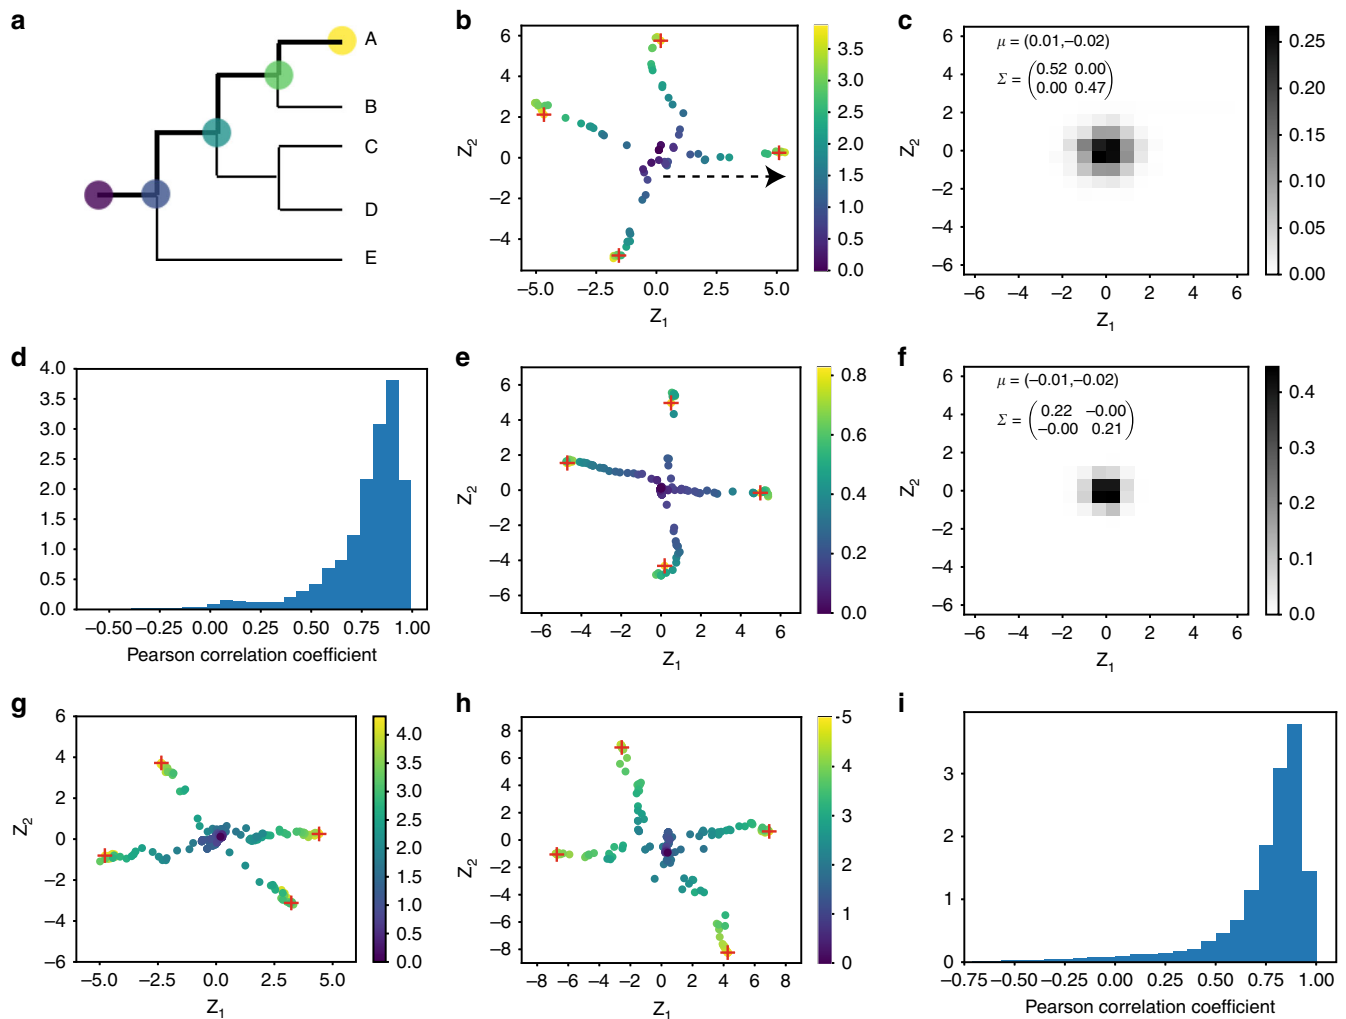 a
A
B
C
D
E
b
6
4
2
0
−2
−4
Z2
−5.0 −2.5 0.0 2.5 5.0
Z1
3.5
3.0
2.5
2.0
1.5
1.0
0.5
0.0
c
μ = (0.01,−0.02)
Σ = (0.52 0.00
0.00 0.47)
6
4
2
0
−2
−4
−6
Z2
−6 −4 −2 0 2 4 6
Z1
0.25
0.20
0.15
0.10
0.05
0.00
d
4.0
3.5
3.0
2.5
2.0
1.5
1.0
0.5
0.0
−0.50 −0.25 0.00 0.25 0.50 0.75 1.00
Pearson correlation coefficient
e
6
4
2
0
−2
−4
−6
Z2
−6 −4 −2 0 2 4 6
Z1
0.8
0.6
0.4
0.2
0.0
f
μ = (−0.01,−0.02)
Σ = (0.22 −0.00
−0.00 0.21)
6
4
2
0
−2
−4
−6
Z2
−6 −4 −2 0 2 4 6
Z1
0.4
0.3
0.2
0.1
0.0
g
6
4
2
0
−2
−4
−6
Z2
−5.0 −2.5 0.0 2.5 5.0
Z1
4.0
3.5
3.0
2.5
2.0
1.5
1.0
0.5
0.0
h
8
6
4
2
0
−2
−4
−6
−8
Z2
−8 −6 −4 −2 0 2 4 6 8
Z1
5
4
3
2
1
0
i
3
2
1
0
−0.75 −0.50 −0.25 0.00 0.25 0.50 0.75 1.00
Pearson correlation coefficient